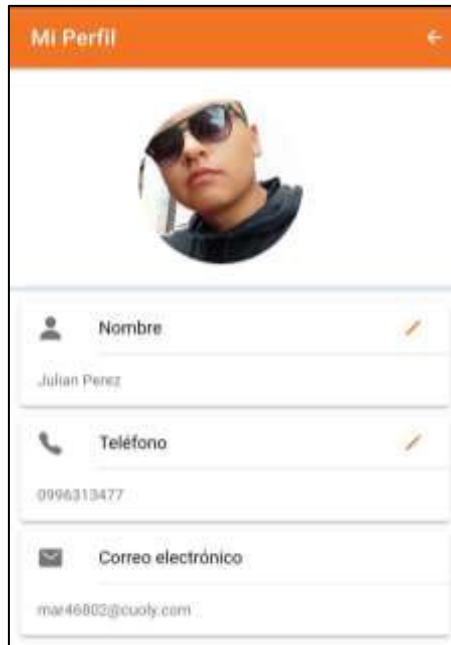 Mi Perfil
Nombre
Julian Perez
Teléfono
0996313477
Correo electrónico
mar46802@cuoly.com